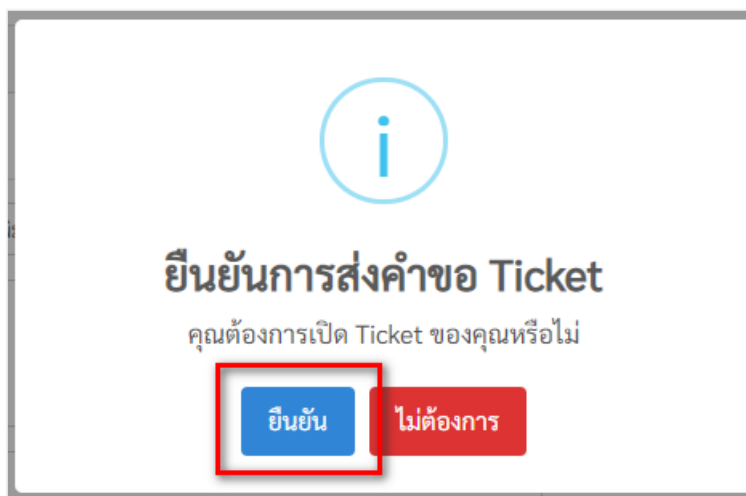 ยืนยันการส่งคำขอ Ticket
คุณต้องการเปิด Ticket ของคุณหรือไม่
ยืนยัน
ไม่ต้องการ